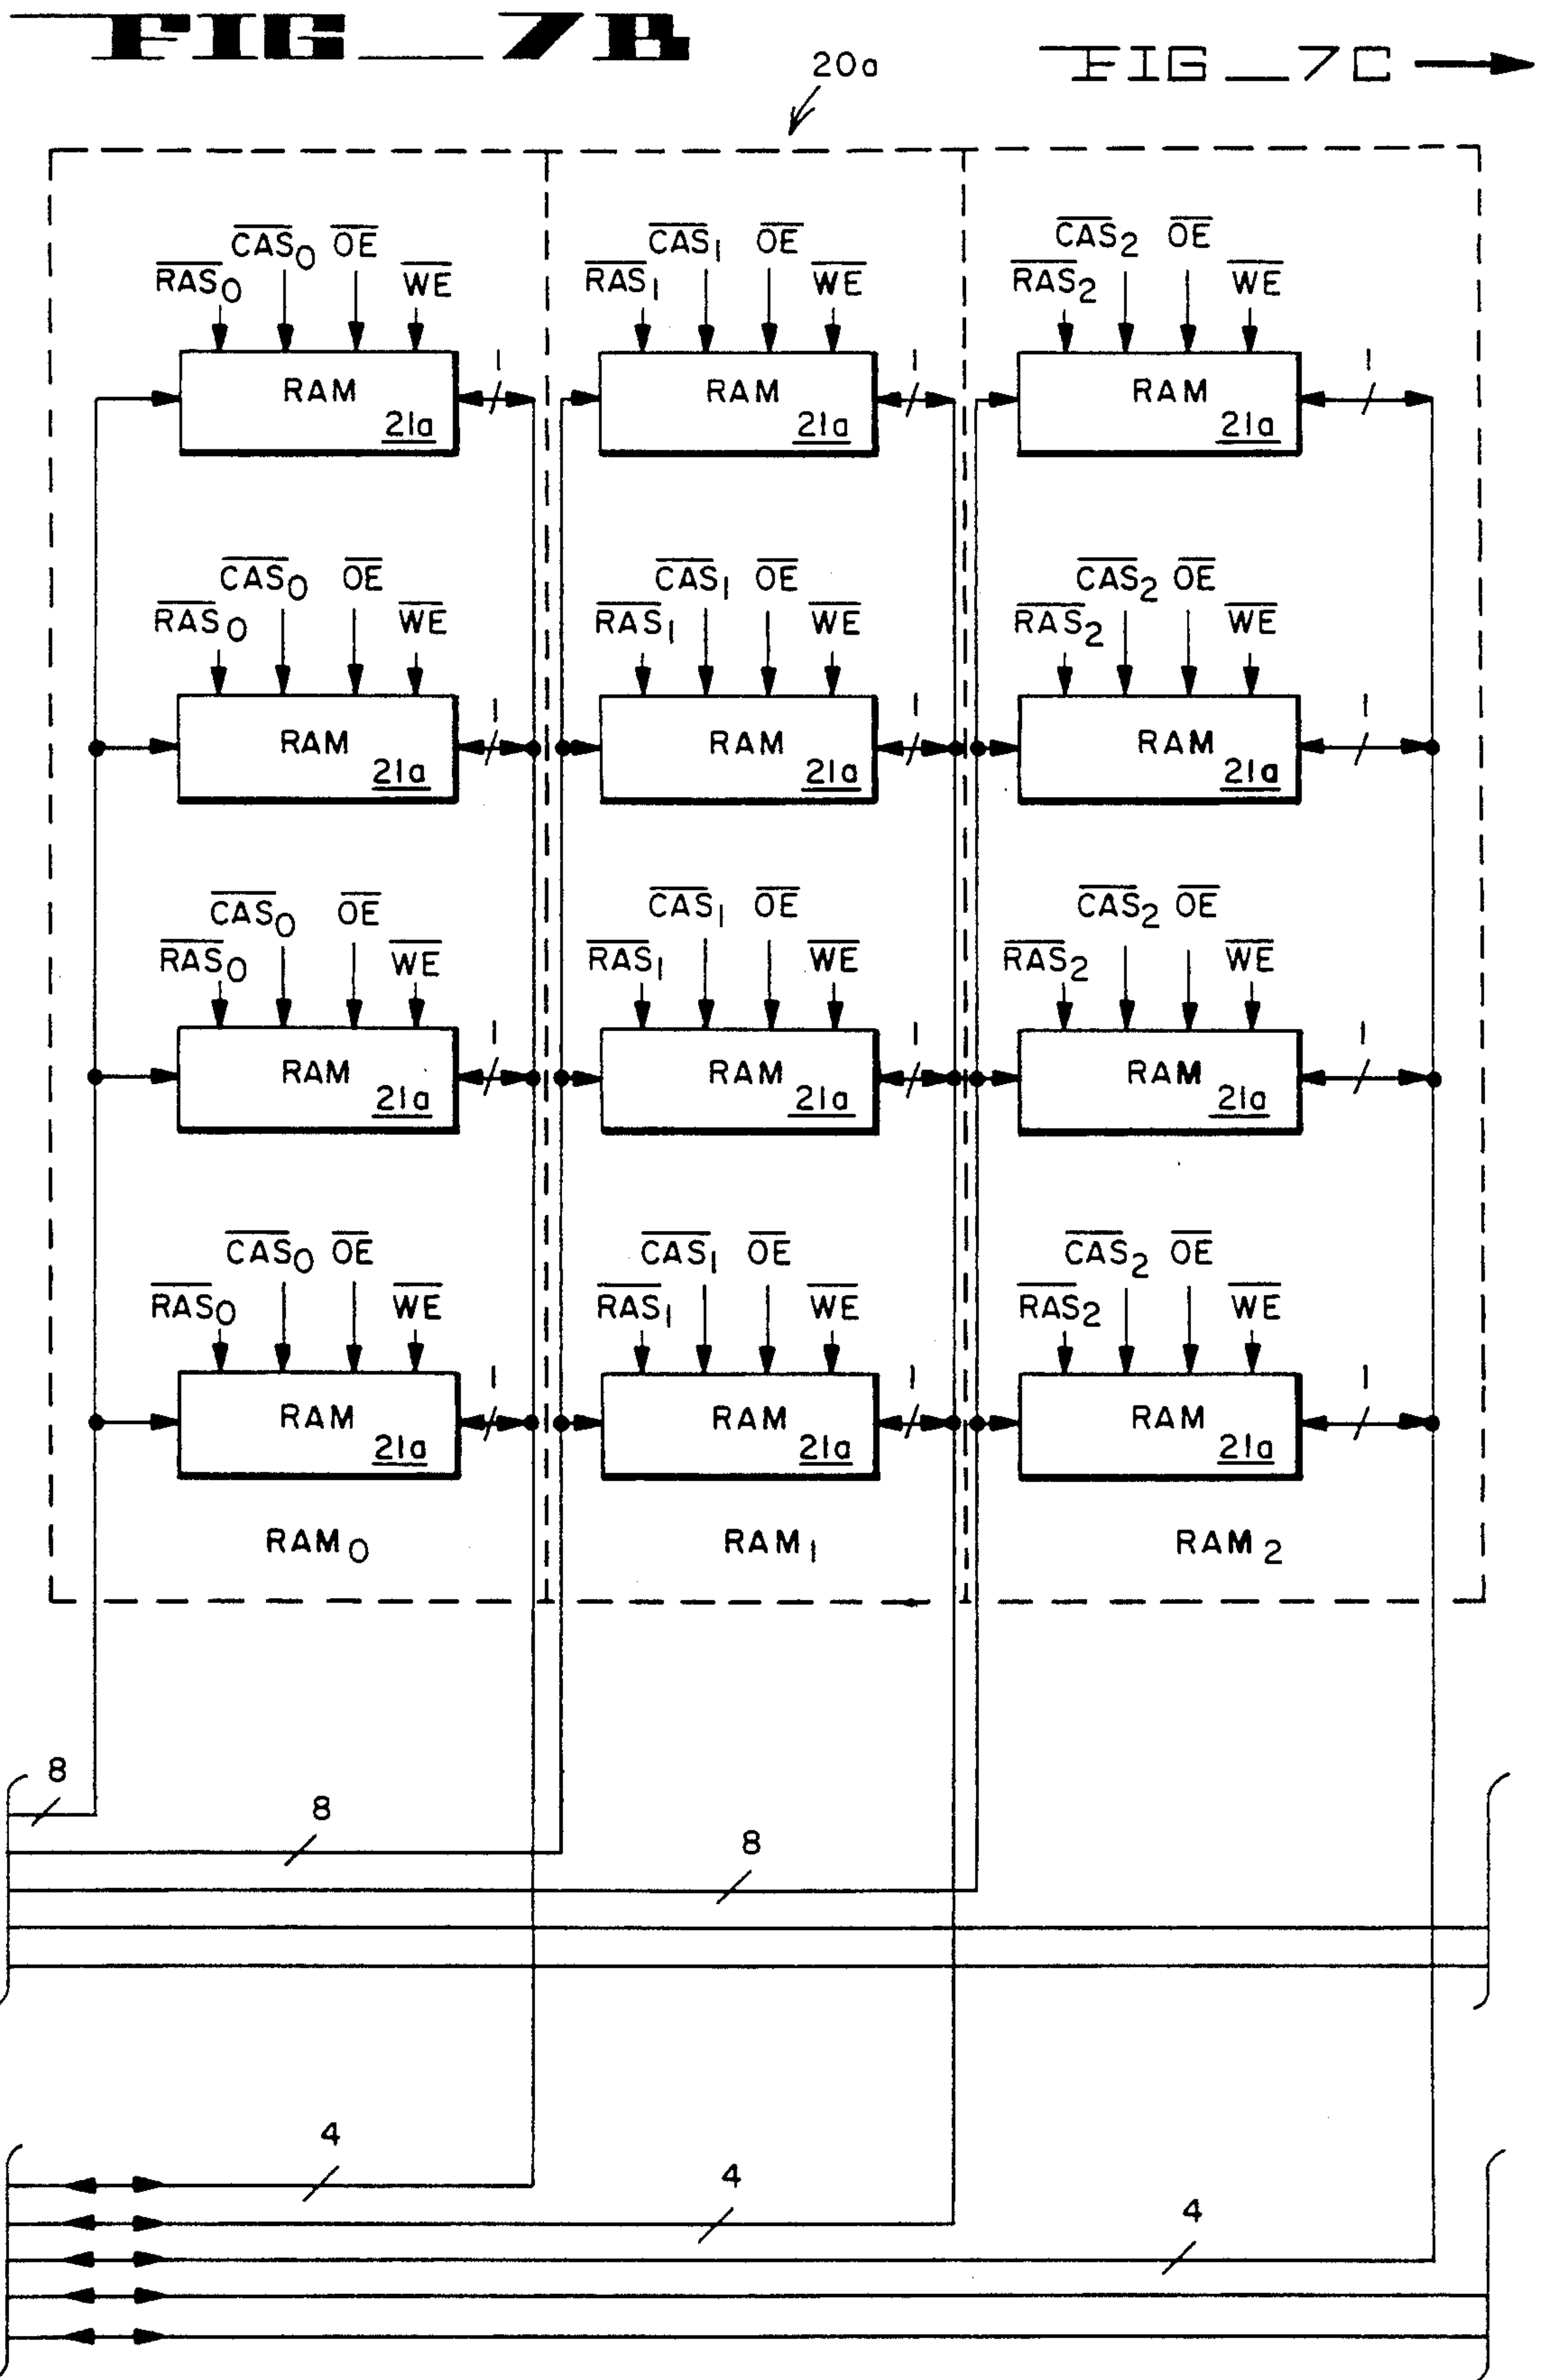 FIG_7B
20a
FIG_7C
CAS0 OE CAS1 OE CAS2 OE
RAS0 WE RAS1 WE RAS2 WE
1 1 1
RAM RAM RAM
21a 21a 21a
CAS0 OE CAS1 OE CAS2 OE
RAS0 WE RAS1 WE RAS2 WE
1 1 1
RAM RAM RAM
21a 21a 21a
CAS0 OE CAS1 OE CAS2 OE
RAS0 WE RAS1 WE RAS2 WE
1 1 1
RAM RAM RAM
21a 21a 21a
CAS0 OE CAS1 OE CAS2 OE
RAS0 WE RAS1 WE RAS2 WE
1 1 1
RAM RAM RAM
21a 21a 21a
RAM0 RAM1 RAM2
8
8
8
4
4
4